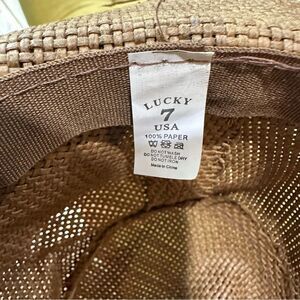 LUCKY
7
USA
100% PAPER
DO NOT WASH
DO NOT TUMBLE DRY
DO NOT IRON
Made in China